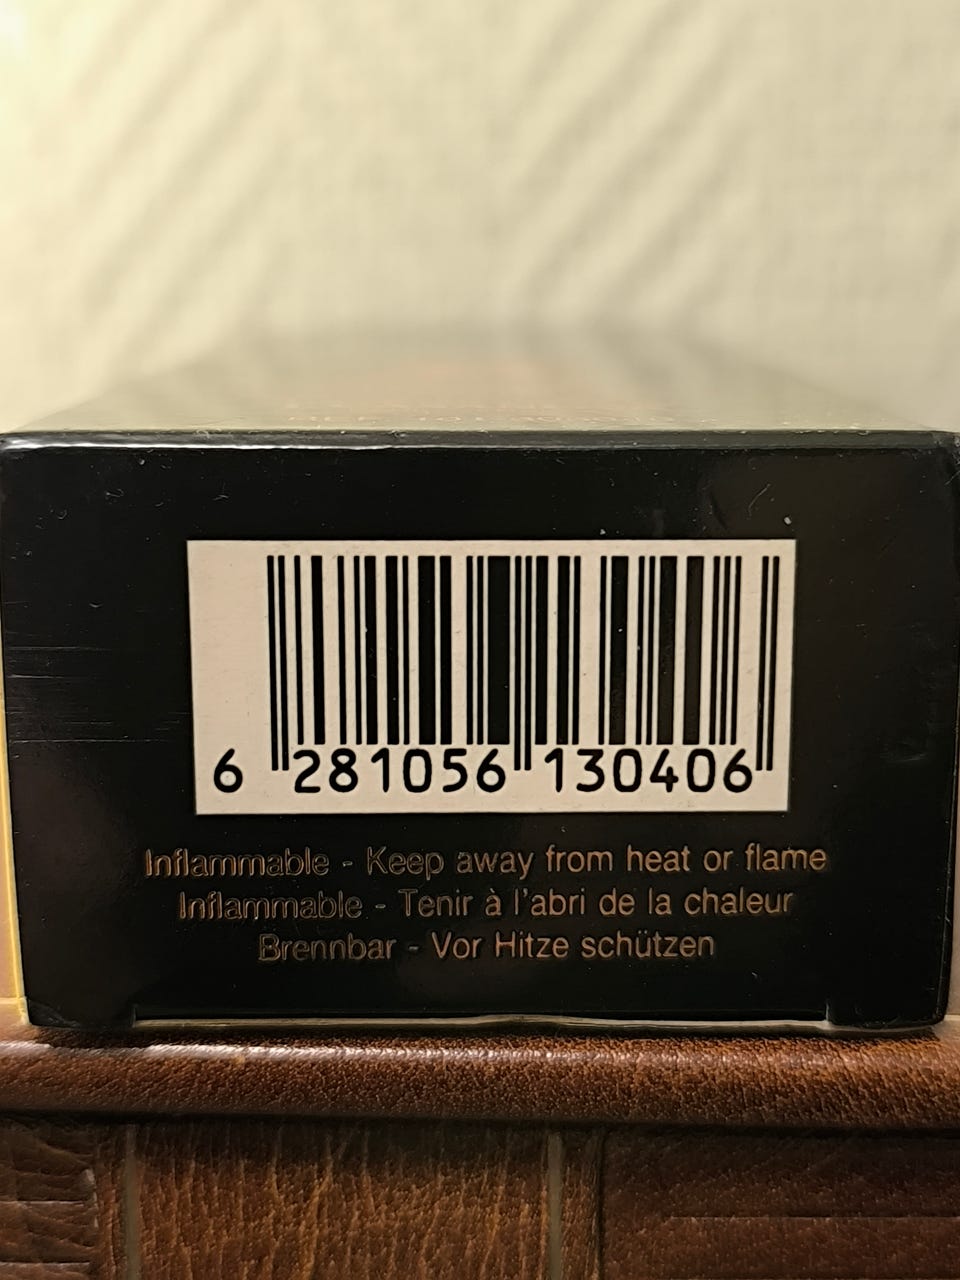 6 281056 130406
Inflammable - Keep away from heat or flame
Inflammable - Tenir à l'abri de la chaleur
Brennbar - Vor Hitze schützen